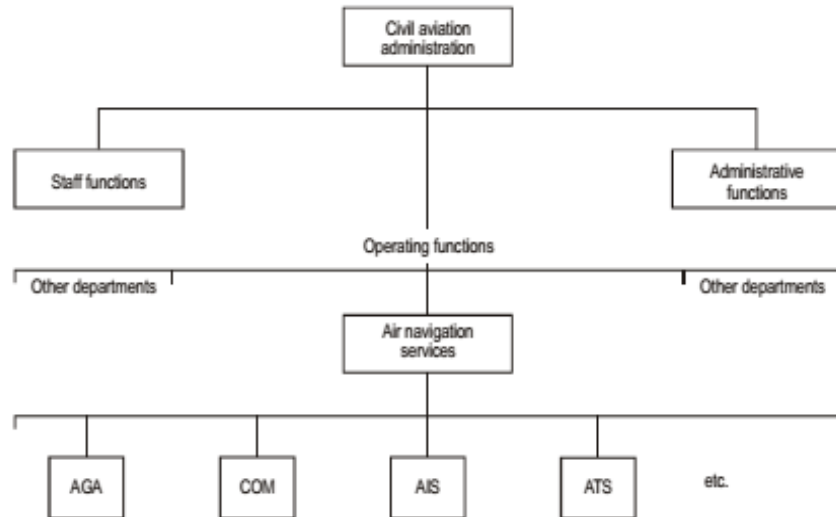 Civil aviation
administration
Staff functions
Administrative
functions
Operating functions
Other departments
Other departments
Air navigation
services
AGA
COM
AIS
ATS
etc.